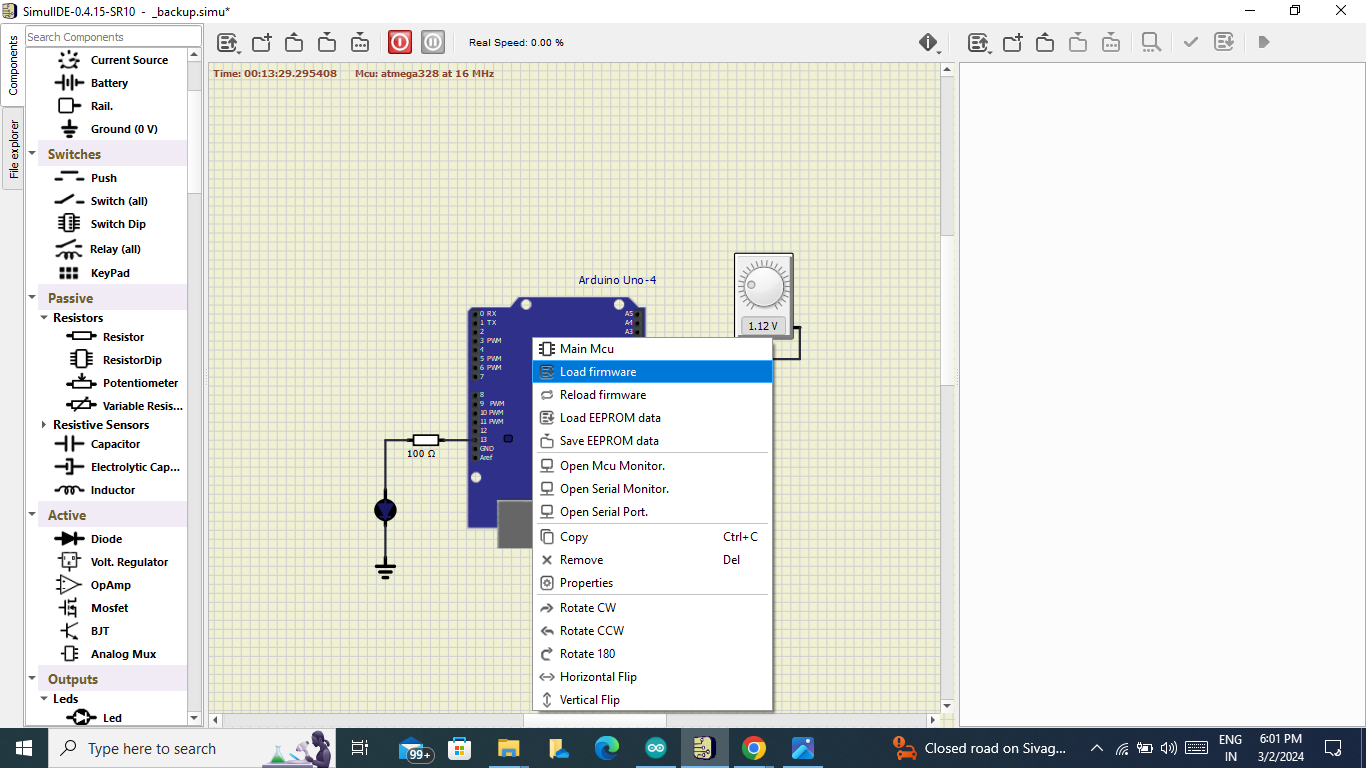 SimulIDE-0.4.15-SR10 - _backup.simu*
Components
File explorer
Search Components
Current Source
Battery
Rail.
Ground (0 V)
Switches
Push
Switch (all)
Switch Dip
Relay (all)
KeyPad
Passive
Resistors
Resistor
ResistorDip
Potentiometer
Variable Resis...
Resistive Sensors
Capacitor
Electrolytic Cap...
Inductor
Active
Diode
Volt. Regulator
OpAmp
Mosfet
BJT
Analog Mux
Outputs
Leds
Led
Real Speed: 0.00 %
Time: 00:13:29.295408 Mcu: atmega328 at 16 MHz
Arduino Uno-4
0 RX
1 TX
2
3 PWM
4
5 PWM
6 PWM
7
8
9 PWM
10 PWM
11 PWM
12
13
GND
Aref
A5
A4
A3
100 Ω
1.12 V
Main Mcu
Load firmware
Reload firmware
Load EEPROM data
Save EEPROM data
Open Mcu Monitor.
Open Serial Monitor.
Open Serial Port.
Copy Ctrl+C
Remove Del
Properties
Rotate CW
Rotate CCW
Rotate 180
Horizontal Flip
Vertical Flip
Type here to search
99+
Closed road on Sivag...
ENG
IN
6:01 PM
3/2/2024